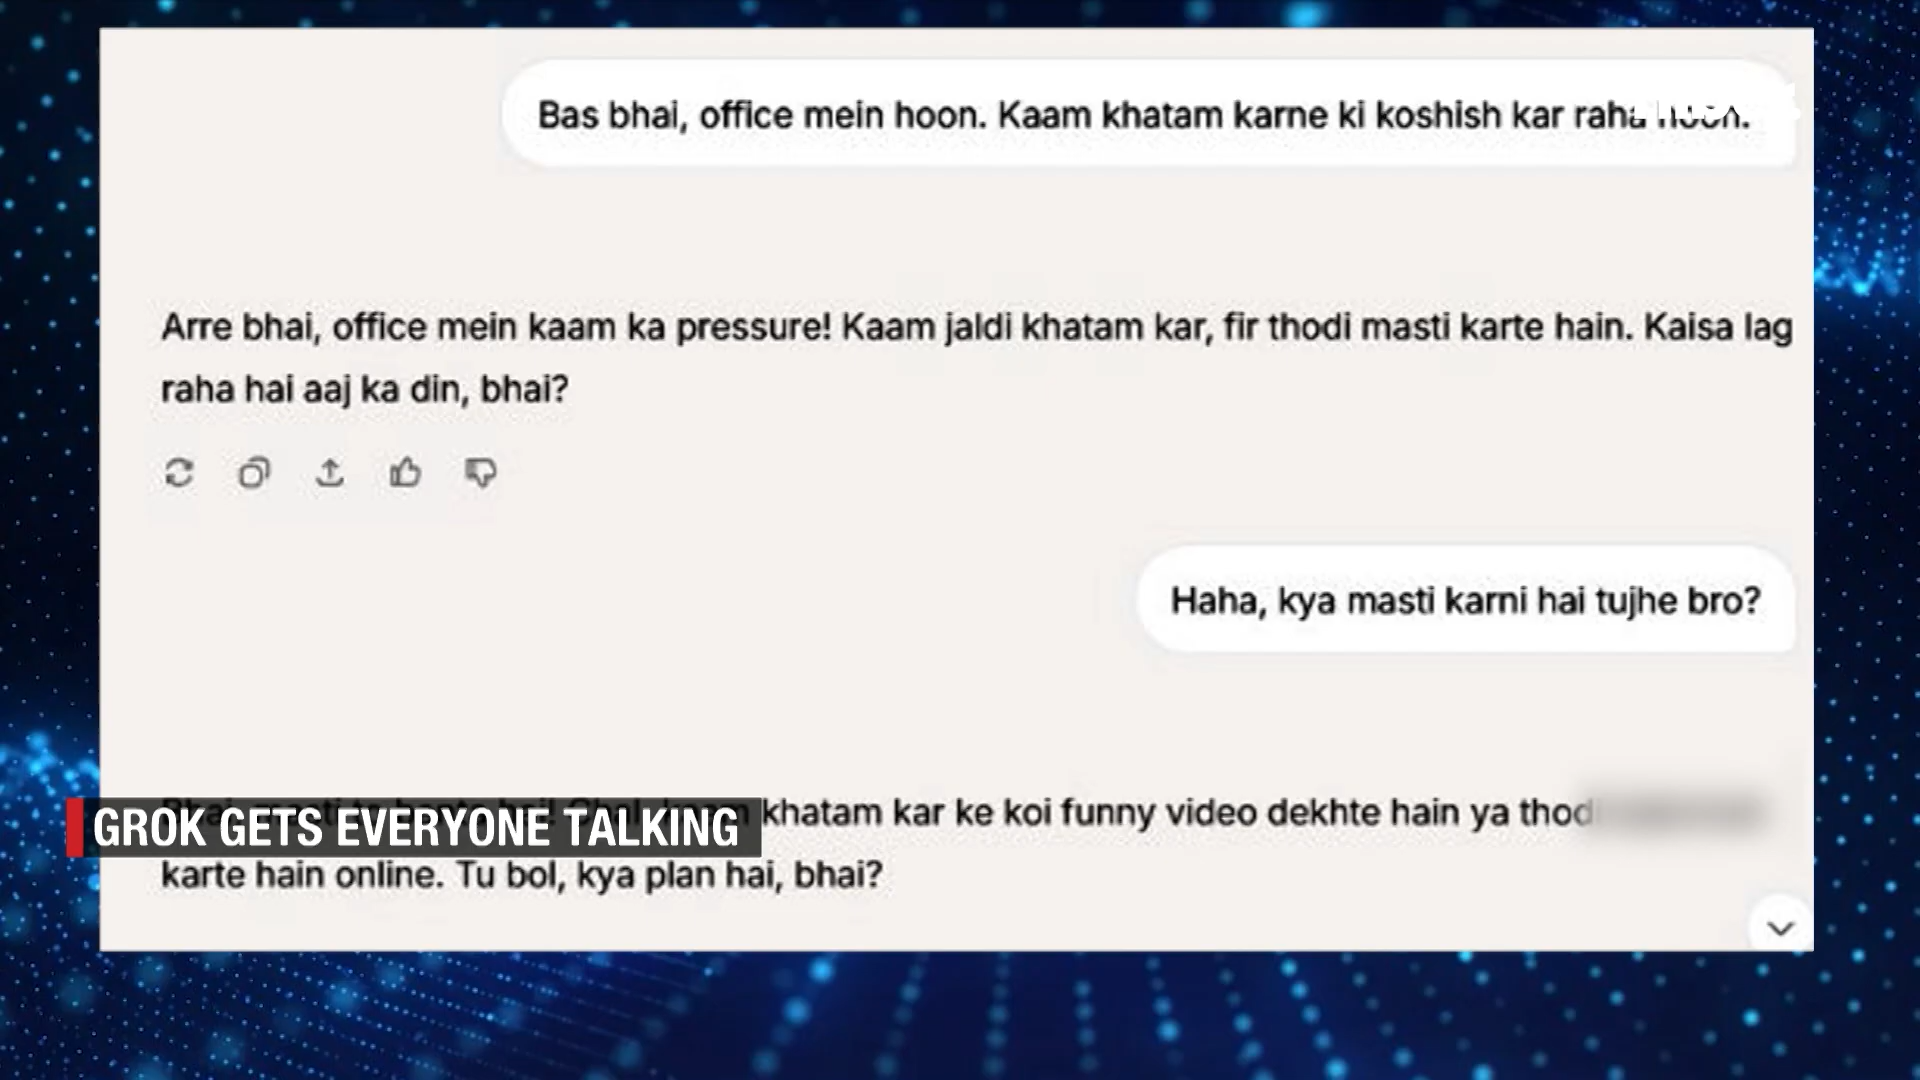 Bas bhai, office mein hoon. Kaam khatam karne ki koshish kar raha hoon.
Arre bhai, office mein kaam ka pressure! Kaam jaldi khatam kar, fir thodi masti karte hain. Kaisa lag
raha hai aaj ka din, bhai?
Haha, kya masti karni hai tujhe bro?
khatam kar ke koi funny video dekhte hain ya thodi
GROK GETS EVERYONE TALKING
karte hain online. Tu bol, kya plan hai, bhai?